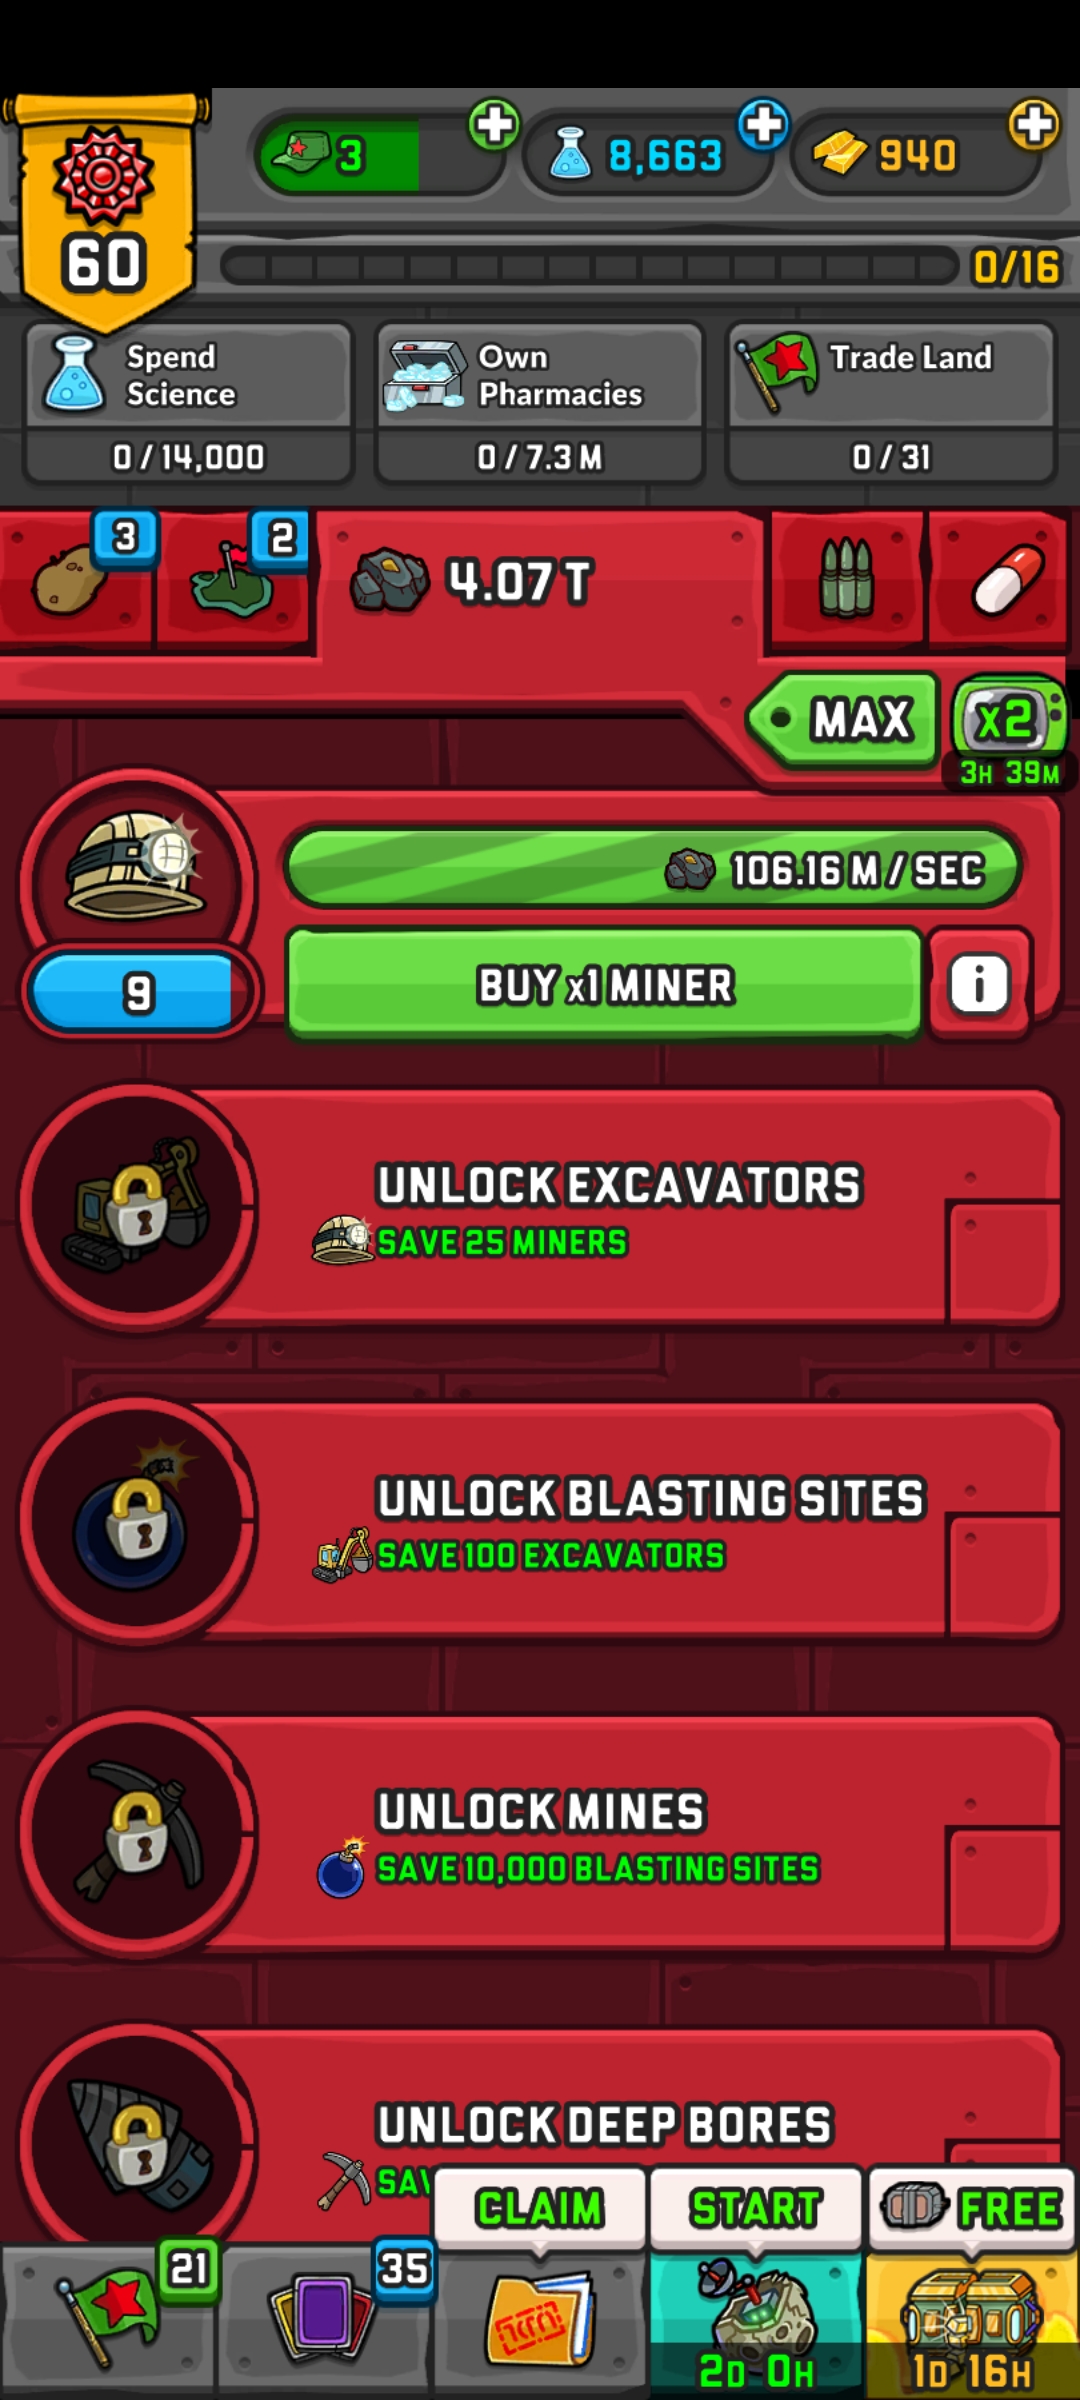 3
8,663
940
60
0/16
Spend
Science
0 / 14,000
Own
Pharmacies
0 / 7.3 M
Trade Land
0 / 31
3
2
4.07 T
MAX
x2
3H 39M
106.16 M / SEC
9
BUY x1 MINER
i
UNLOCK EXCAVATORS
SAVE 25 MINERS
UNLOCK BLASTING SITES
SAVE 100 EXCAVATORS
UNLOCK MINES
SAVE 10,000 BLASTING SITES
UNLOCK DEEP BORES
CLAIM
START
FREE
21
35
2D 0H
1D 16H